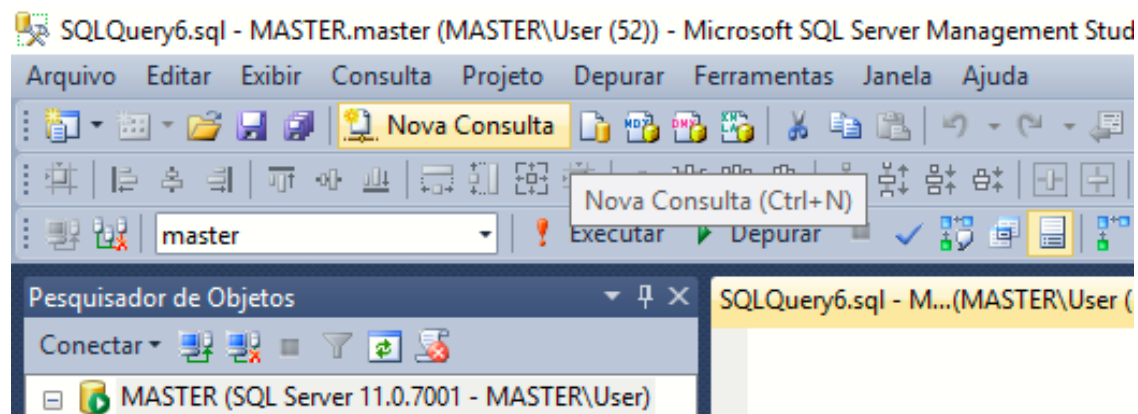 SQLQuery6.sql - MASTER.master (MASTER\User (52)) - Microsoft SQL Server Management Stud
Arquivo Editar Exibir Consulta Projeto Depurar Ferramentas Janela Ajuda
Nova Consulta
Nova Consulta (Ctrl+N)
master Executar Depurar
Pesquisador de Objetos
SQLQuery6.sql - M...(MASTER\User (
Conectar
MASTER (SQL Server 11.0.7001 - MASTER\User)